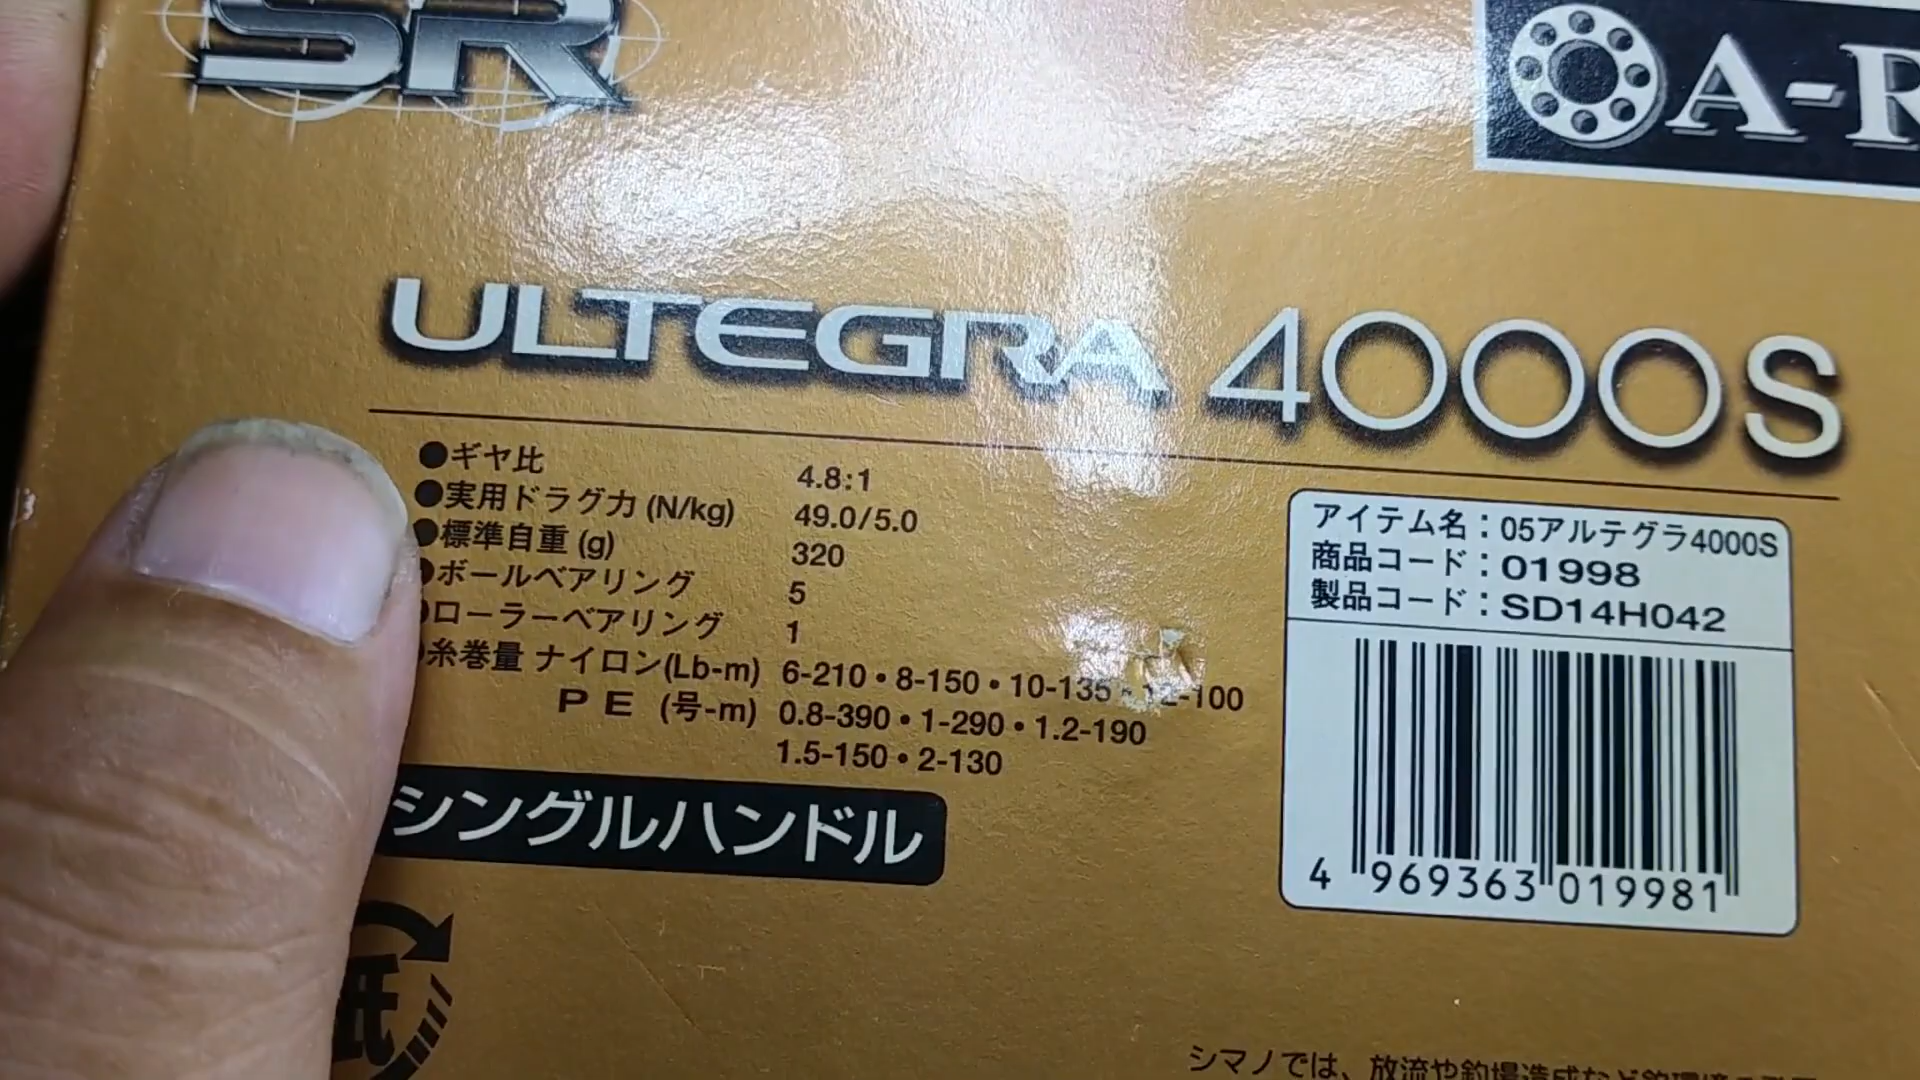 SR
A-R
ULTEGRA 4000S
●ギヤ比 4.8:1
●実用ドラグ力 (N/kg) 49.0/5.0
●標準自重 (g) 320
●ボールベアリング 5
●ローラーベアリング 1
●糸巻量 ナイロン(Lb-m) 6-210・8-150・10-135・12-100
PE (号-m) 0.8-390・1-290・1.2-190
1.5-150・2-130
シングルハンドル
アイテム名：05アルテグラ4000S
商品コード：01998
製品コード：SD14H042
4 969363 019981
紙
シマノでは、放流や釣場造成など釣環境の